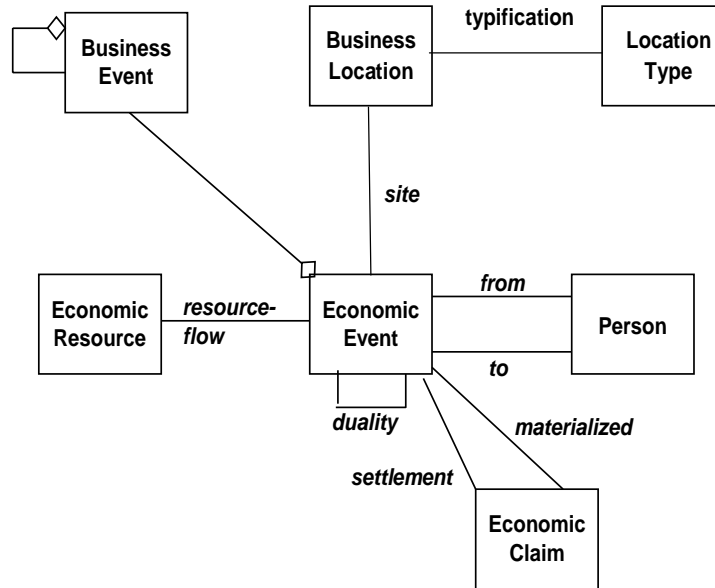 typification
Business
Event
Business
Location
Location
Type
site
Economic
Resource
resource-
flow
Economic
Event
from
to
Person
duality
materialized
settlement
Economic
Claim